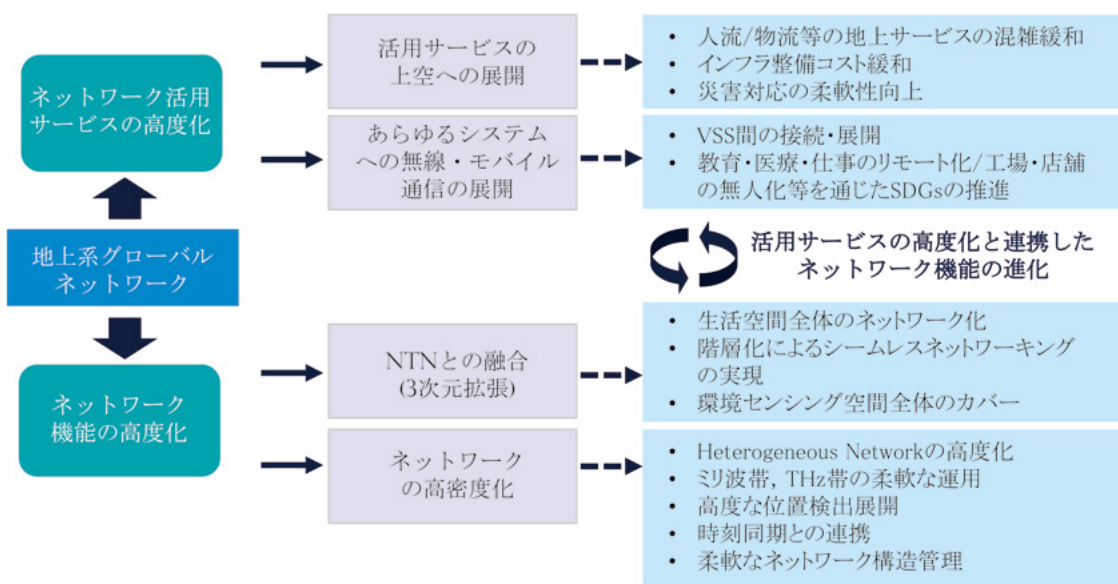 ネットワーク活用
サービスの高度化
活用サービスの
上空への展開
• 人流/物流等の地上サービスの混雑緩和
• インフラ整備コスト緩和
• 災害対応の柔軟性向上
あらゆるシステム
への無線・モバイル
通信の展開
• VSS間の接続・展開
• 教育・医療・仕事のリモート化/工場・店舗
の無人化等を通じたSDGsの推進
地上系グローバル
ネットワーク
活用サービスの高度化と連携した
ネットワーク機能の進化
ネットワーク
機能の高度化
NTNとの融合
(3次元拡張)
• 生活空間全体のネットワーク化
• 階層化によるシームレスネットワーキング
の実現
• 環境センシング空間全体のカバー
ネットワーク
の高密度化
• Heterogeneous Networkの高度化
• ミリ波帯, THz帯の柔軟な運用
• 高度な位置検出展開
• 時刻同期との連携
• 柔軟なネットワーク構造管理